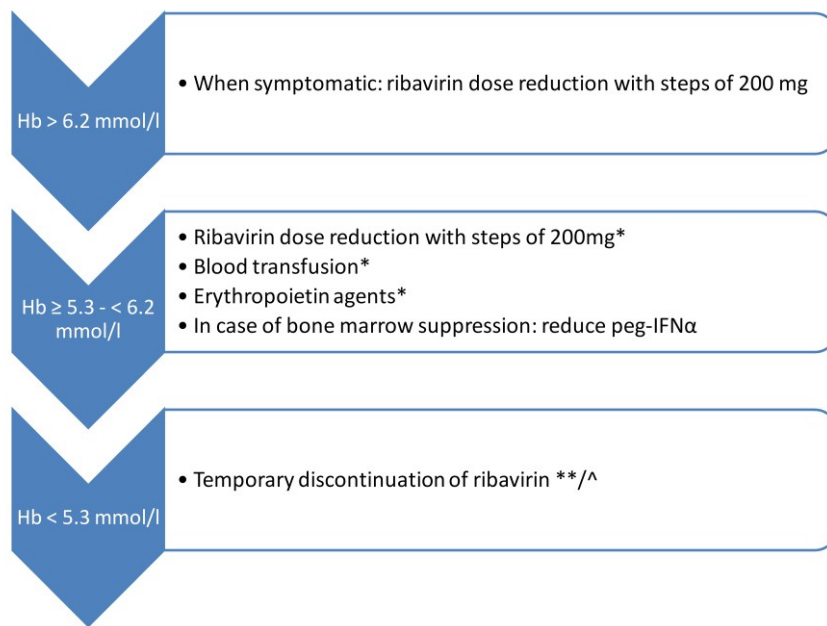 Hb > 6.2 mmol/l
• When symptomatic: ribavirin dose reduction with steps of 200 mg
Hb ≥ 5.3 - < 6.2
mmol/l
• Ribavirin dose reduction with steps of 200mg*
• Blood transfusion*
• Erythropoietin agents*
• In case of bone marrow suppression: reduce peg-IFNα
Hb < 5.3 mmol/l
• Temporary discontinuation of ribavirin **/^